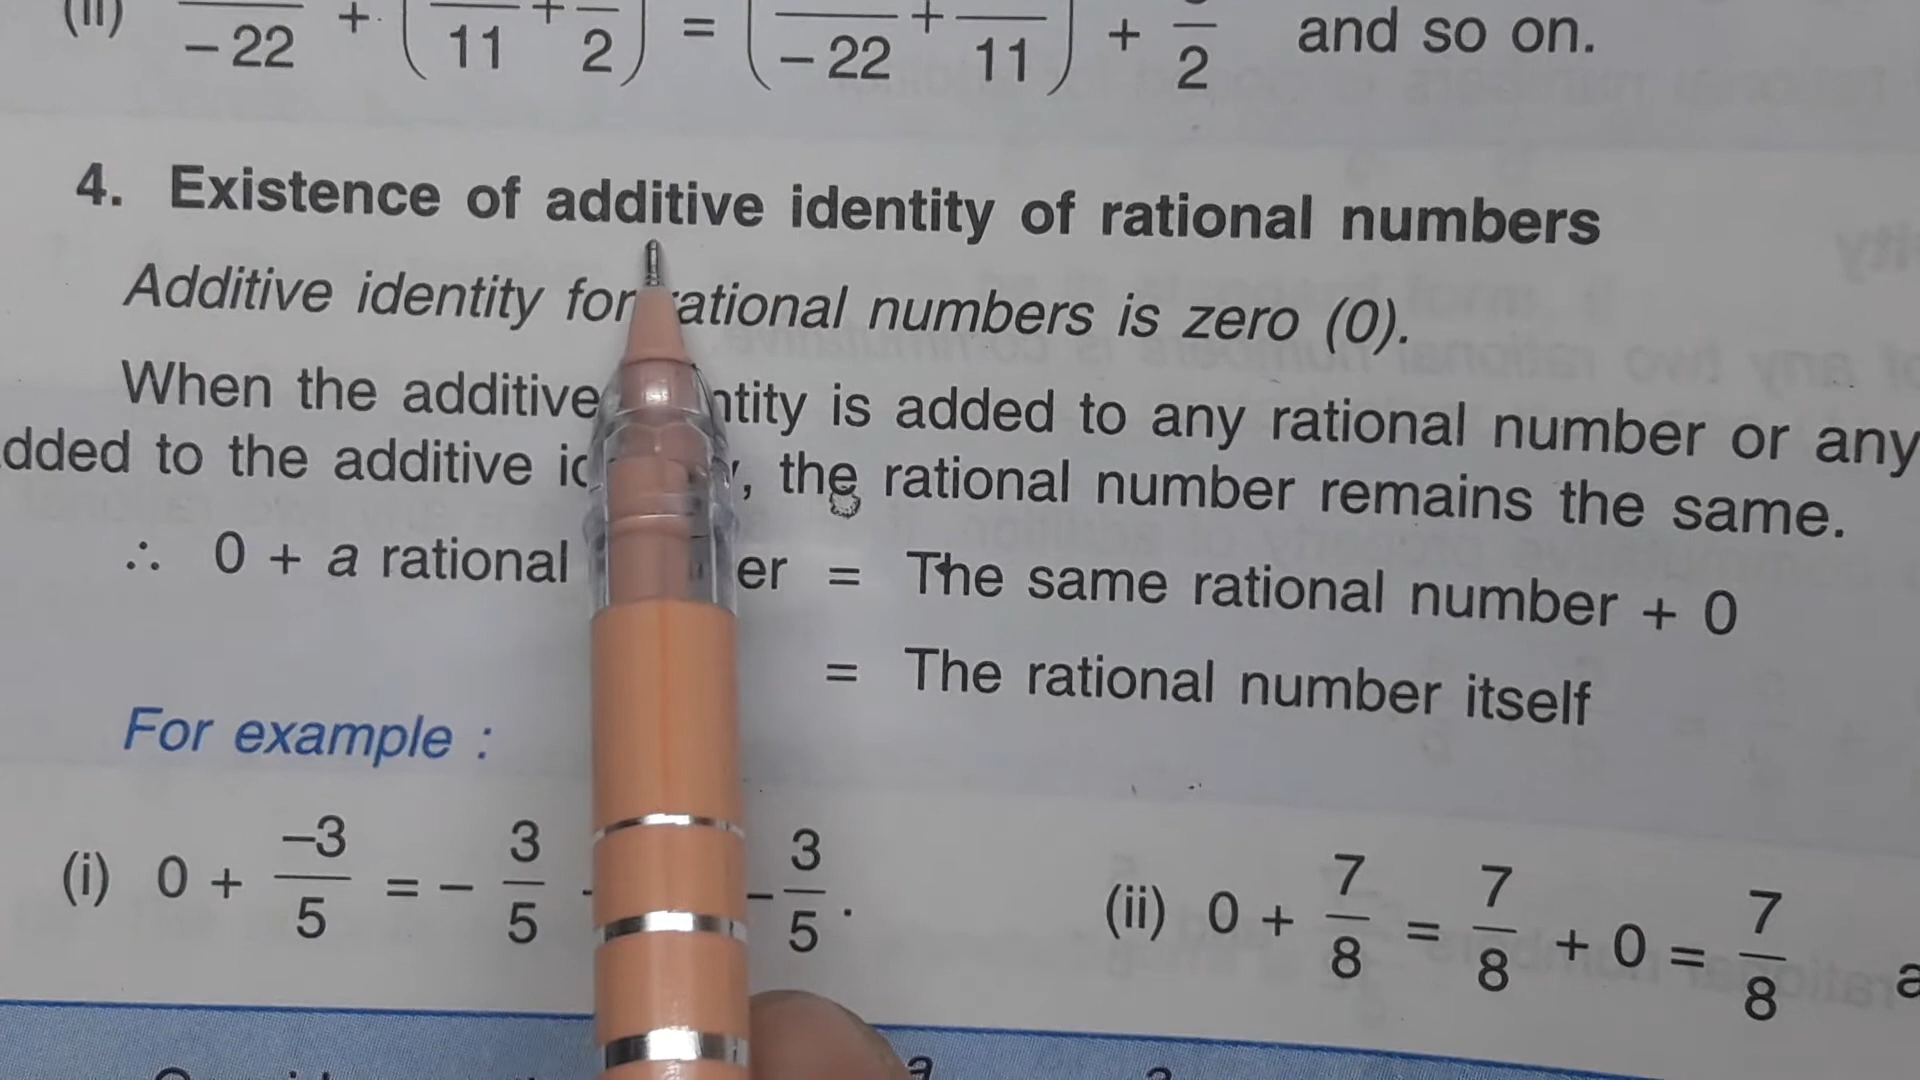 (ii) -22 + ( 11 + 2 ) = ( -22 + 11 ) + 2 and so on.
4. Existence of additive identity of rational numbers
Additive identity for rational numbers is zero (0).
When the additive ntity is added to any rational number or any
dded to the additive , the rational number remains the same.
∴ 0 + a rational er = The same rational number + 0
= The rational number itself
For example :
(i) 0 + -3/5 = - 3/5 - 3/5 . (ii) 0 + 7/8 = 7/8 + 0 = 7/8